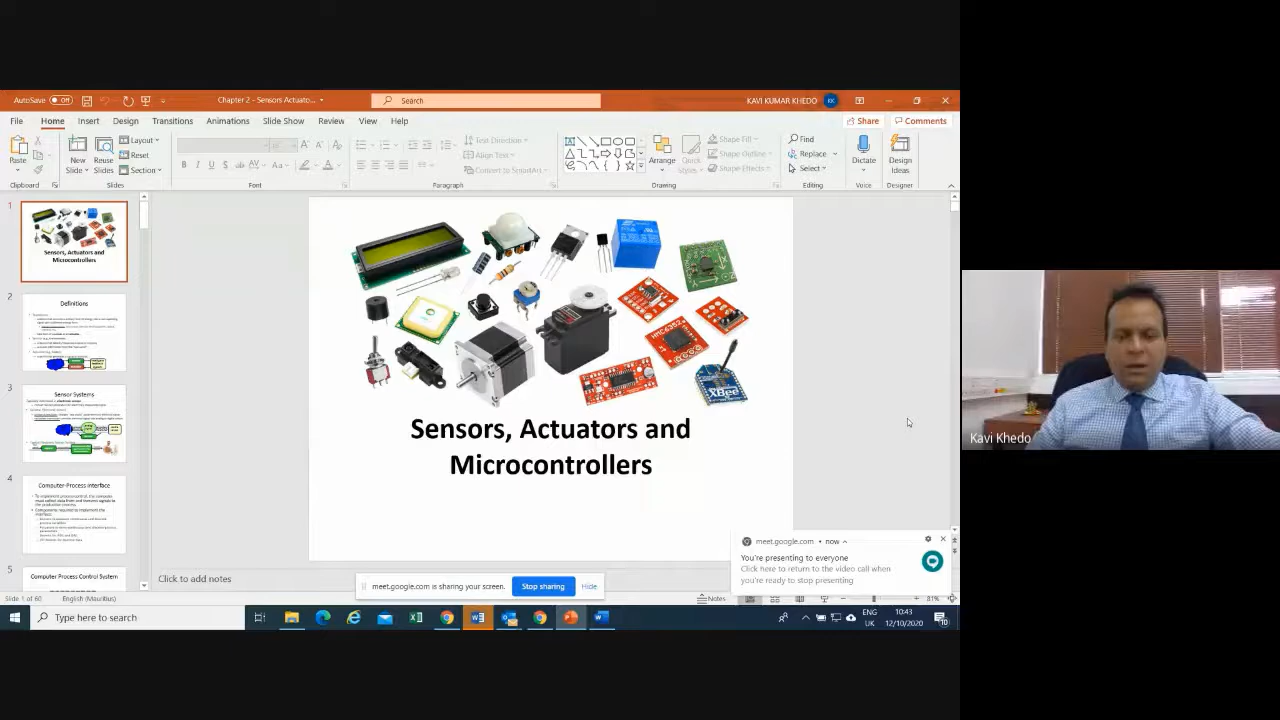 AutoSave Off
Chapter 2 - Sensors Actuato...
Search
KAVI KUMAR KHEDO
KK
File Home Insert Design Transitions Animations Slide Show Review View Help
Share Comments
Paste
Clipboard
New Slide
Reuse Slides
Layout
Reset
Section
Slides
Font
Text Direction
Align Text
Convert to SmartArt
Paragraph
Arrange
Quick Styles
Shape Fill
Shape Outline
Shape Effects
Drawing
Find
Replace
Select
Editing
Dictate
Voice
Design Ideas
Designer
1
Sensors, Actuators and
Microcontrollers
2
Definitions
3
Sensor Systems
4
Computer-Process Interface
5
Computer Process Control System
HMC6352
XBee
Sensors, Actuators and
Microcontrollers
Kavi Khedo
meet.google.com • now
You're presenting to everyone
Click here to return to the video call when
you're ready to stop presenting
Click to add notes
meet.google.com is sharing your screen.
Stop sharing
Hide
Slide 1 of 60 English (Mauritius)
Notes
81%
Type here to search
ENG
UK
10:43
12/10/2020